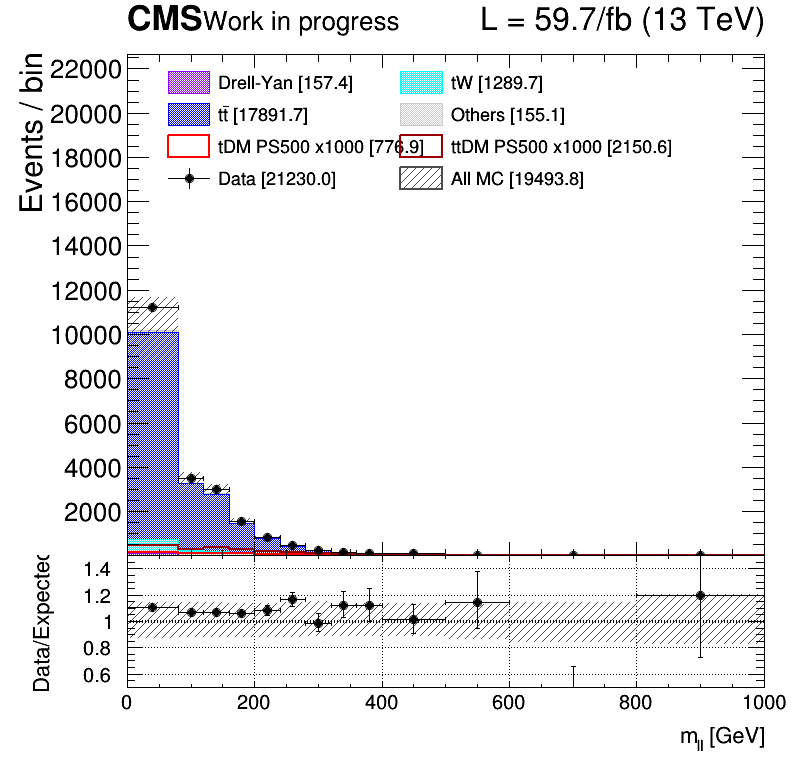 CMS Work in progress L = 59.7/fb (13 TeV)
Events / bin
22000
20000
18000
16000
14000
12000
10000
8000
6000
4000
2000
Drell-Yan [157.4] tW [1289.7]
tt̄ [17891.7] Others [155.1]
tDM PS500 x1000 [776.9] ttDM PS500 x1000 [2150.6]
Data [21230.0] All MC [19493.8]
Data/Expected
1.4
1.2
1
0.8
0.6
0 200 400 600 800 1000
m_ll [GeV]